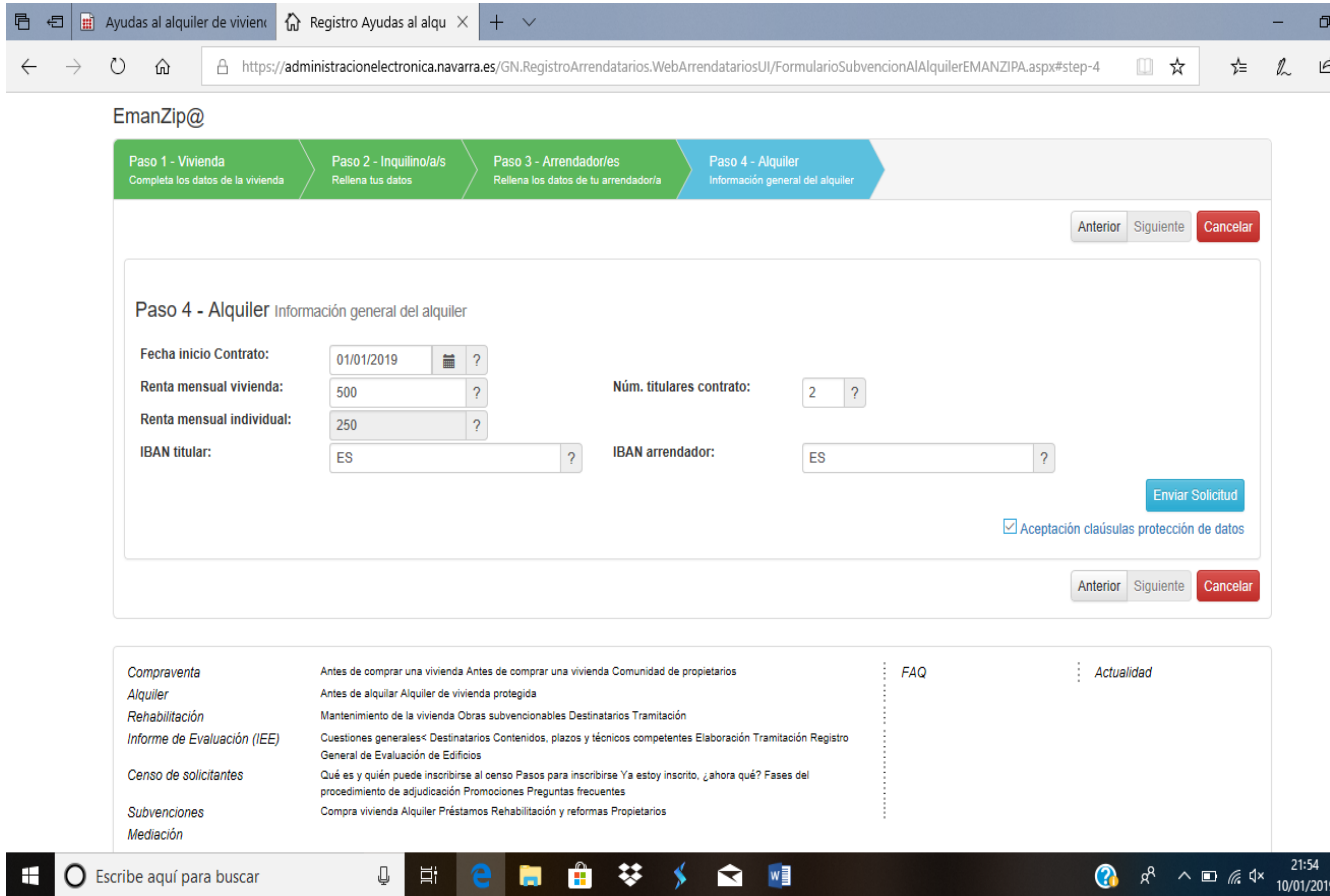 Ayudas al alquiler de viviend
Registro Ayudas al alqu
https://administracionelectronica.navarra.es/GN.RegistroArrendatarios.WebArrendatariosUI/FormularioSubvencionAlAlquilerEMANZIPA.aspx#step-4
EmanZip@
Paso 1 - Vivienda
Completa los datos de la vivienda
Paso 2 - Inquilino/a/s
Rellena tus datos
Paso 3 - Arrendador/es
Rellena los datos de tu arrendador/a
Paso 4 - Alquiler
Información general del alquiler
Anterior Siguiente Cancelar
Paso 4 - Alquiler Información general del alquiler
Fecha inicio Contrato: 01/01/2019 ?
Renta mensual vivienda: 500 ? Núm. titulares contrato: 2 ?
Renta mensual individual: 250 ?
IBAN titular: ES ? IBAN arrendador: ES ?
Enviar Solicitud
Aceptación claúsulas protección de datos
Anterior Siguiente Cancelar
Compraventa Antes de comprar una vivienda Antes de comprar una vivienda Comunidad de propietarios FAQ Actualidad
Alquiler Antes de alquilar Alquiler de vivienda protegida
Rehabilitación Mantenimiento de la vivienda Obras subvencionables Destinatarios Tramitación
Informe de Evaluación (IEE) Cuestiones generales< Destinatarios Contenidos, plazos y técnicos competentes Elaboración Tramitación Registro
General de Evaluación de Edificios
Censo de solicitantes Qué es y quién puede inscribirse al censo Pasos para inscribirse Ya estoy inscrito, ¿ahora qué? Fases del
procedimiento de adjudicación Promociones Preguntas frecuentes
Subvenciones Compra vivienda Alquiler Préstamos Rehabilitación y reformas Propietarios
Mediación
Escribe aquí para buscar
21:54
10/01/2019